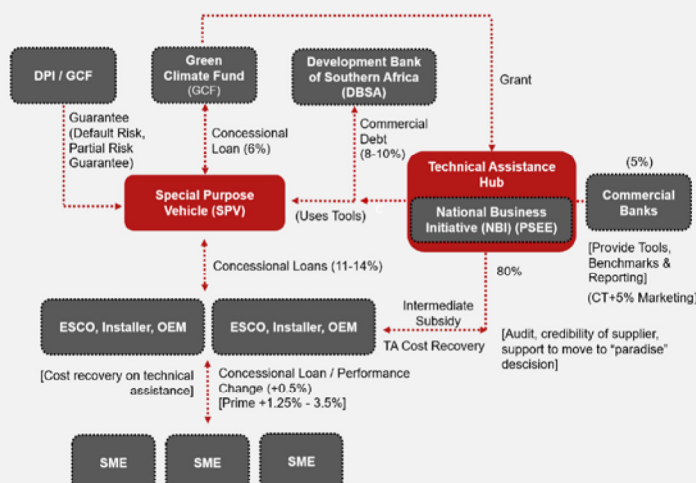 DPI / GCF
Green
Climate Fund
(GCF)
Development Bank
of Southern Africa
(DBSA)
Grant
Guarantee
(Default Risk,
Partial Risk
Guarantee)
Concessional
Loan (6%)
Commercial
Debt
(8-10%)
Special Purpose
Vehicle (SPV)
(Uses Tools)
Technical Assistance
Hub
National Business
Initiative (NBI) (PSEE)
(5%)
Commercial
Banks
[Provide Tools,
Benchmarks &
Reporting]
(CT+5% Marketing)
80%
Concessional Loans (11-14%)
ESCO, Installer, OEM
ESCO, Installer, OEM
Intermediate
Subsidy
TA Cost Recovery
[Audit, credibility of supplier,
support to move to "paradise"
descision]
[Cost recovery on technical
assistance]
Concessional Loan / Performance
Change (+0.5%)
[Prime +1.25% - 3.5%]
SME
SME
SME